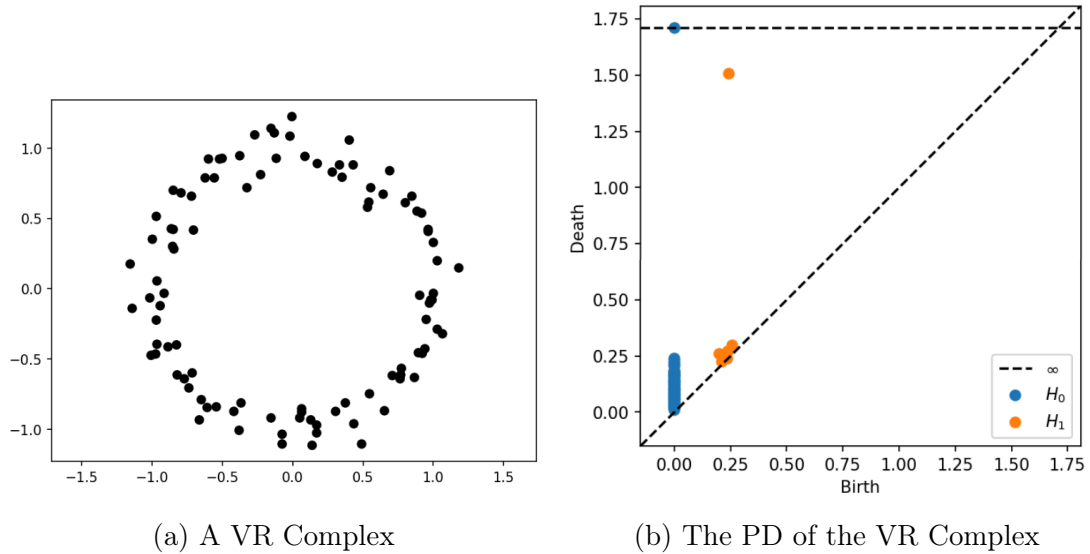 1.0
0.5
0.0
−0.5
−1.0
−1.5 −1.0 −0.5 0.0 0.5 1.0 1.5
(a) A VR Complex
1.75
1.50
1.25
1.00
0.75
0.50
0.25
0.00
Death
0.00 0.25 0.50 0.75 1.00 1.25 1.50 1.75
Birth
∞
H₀
H₁
(b) The PD of the VR Complex